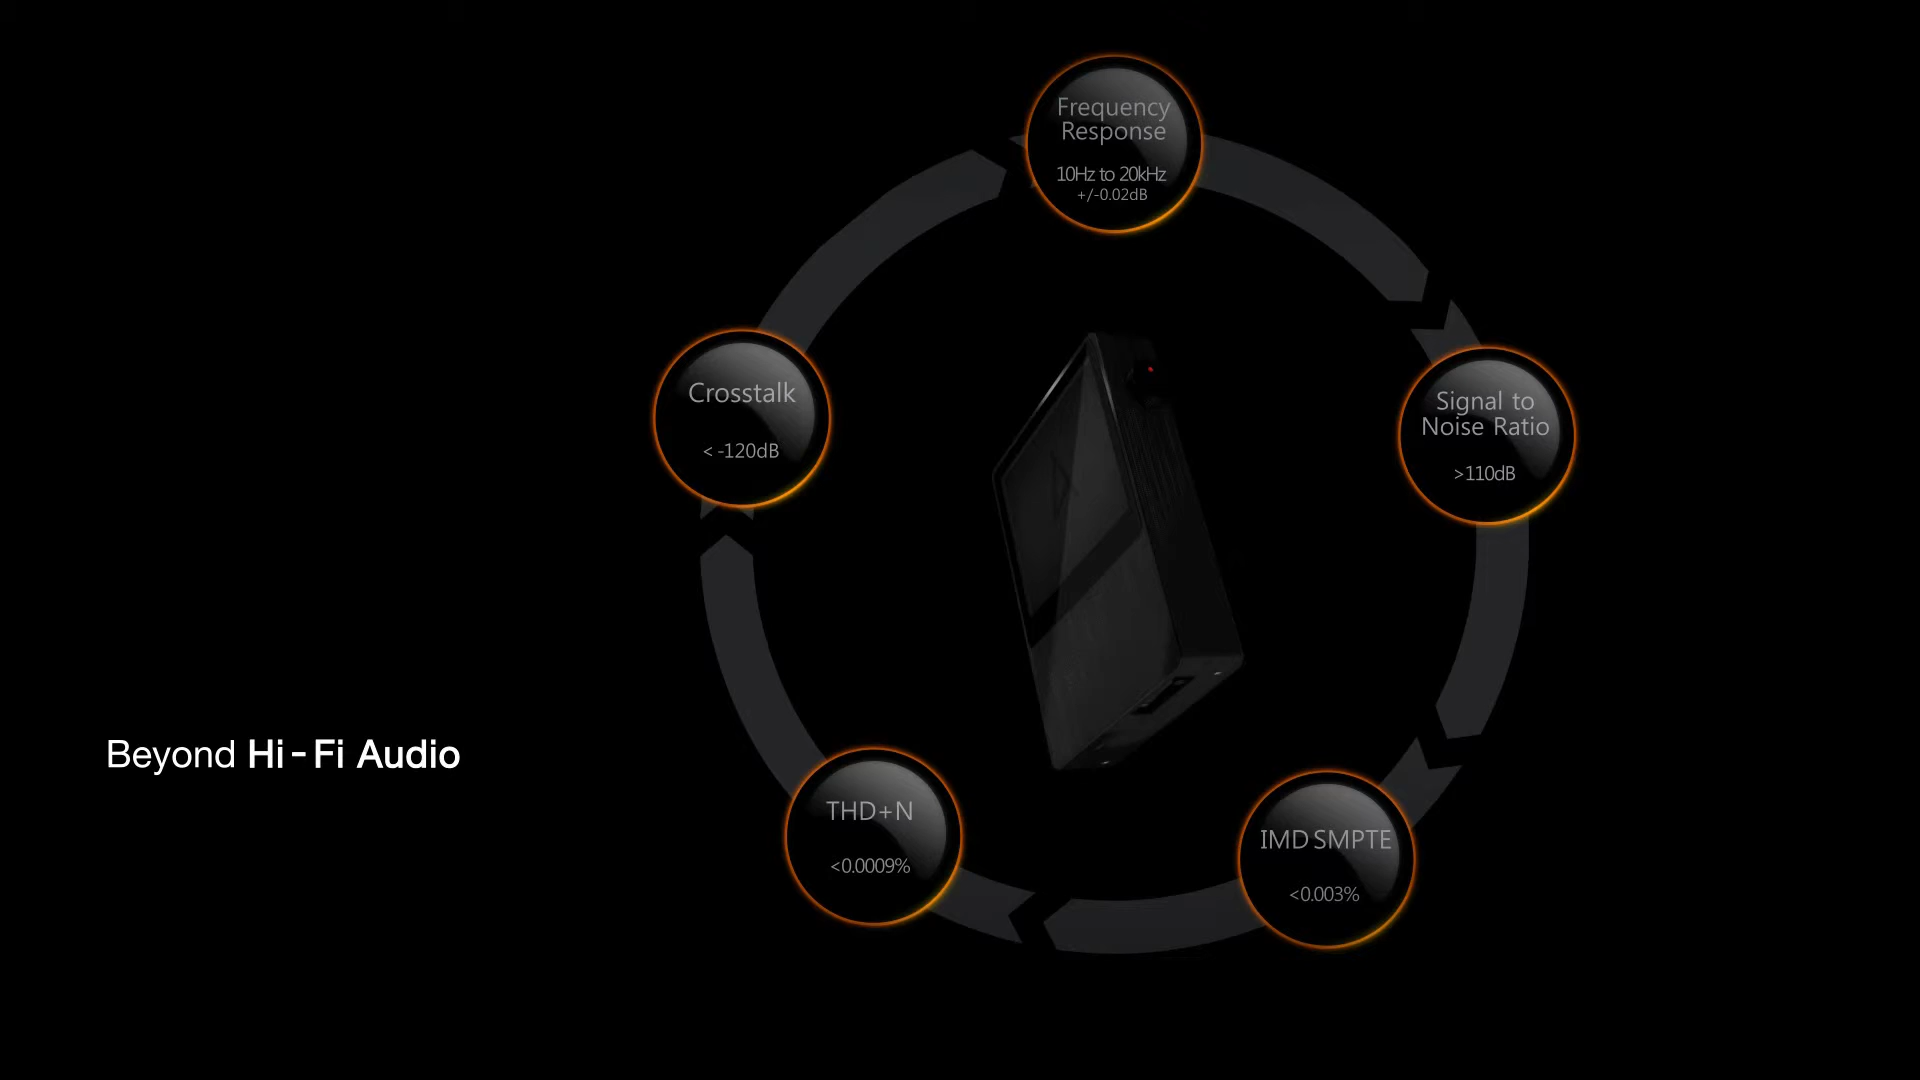 Frequency
Response
10Hz to 20kHz
+/-0.02dB
Crosstalk
< -120dB
Signal to
Noise Ratio
>110dB
Beyond Hi-Fi Audio
THD+N
<0.0009%
IMD SMPTE
<0.003%